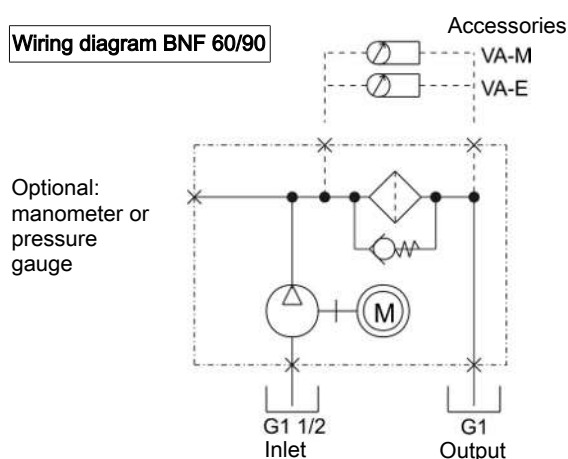 Wiring diagram BNF 60/90
Accessories
VA-M
VA-E
Optional:
manometer or
pressure
gauge
M
G1 1/2
Inlet
G1
Output